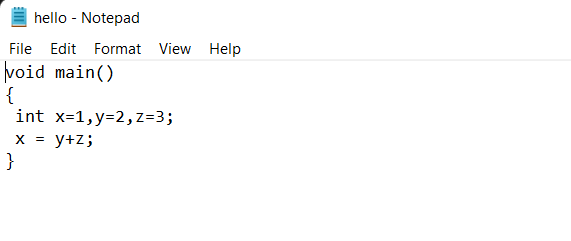 hello - Notepad
File Edit Format View Help
void main()
{
 int x=1,y=2,z=3;
 x = y+z;
}